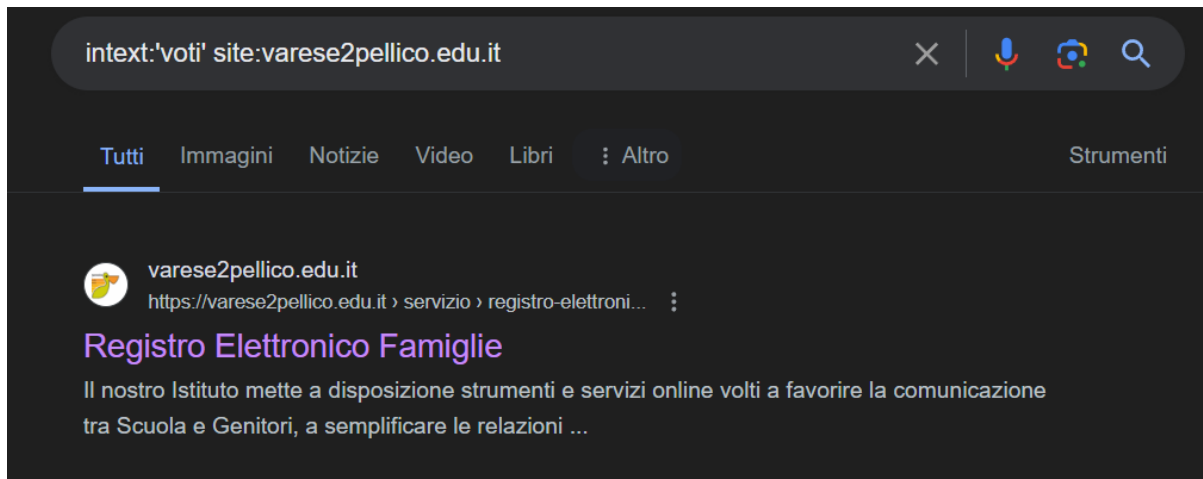 intext:'voti' site:varese2pellico.edu.it
Tutti Immagini Notizie Video Libri Altro Strumenti
varese2pellico.edu.it
https://varese2pellico.edu.it › servizio › registro-elettroni...
Registro Elettronico Famiglie
Il nostro Istituto mette a disposizione strumenti e servizi online volti a favorire la comunicazione
tra Scuola e Genitori, a semplificare le relazioni ...